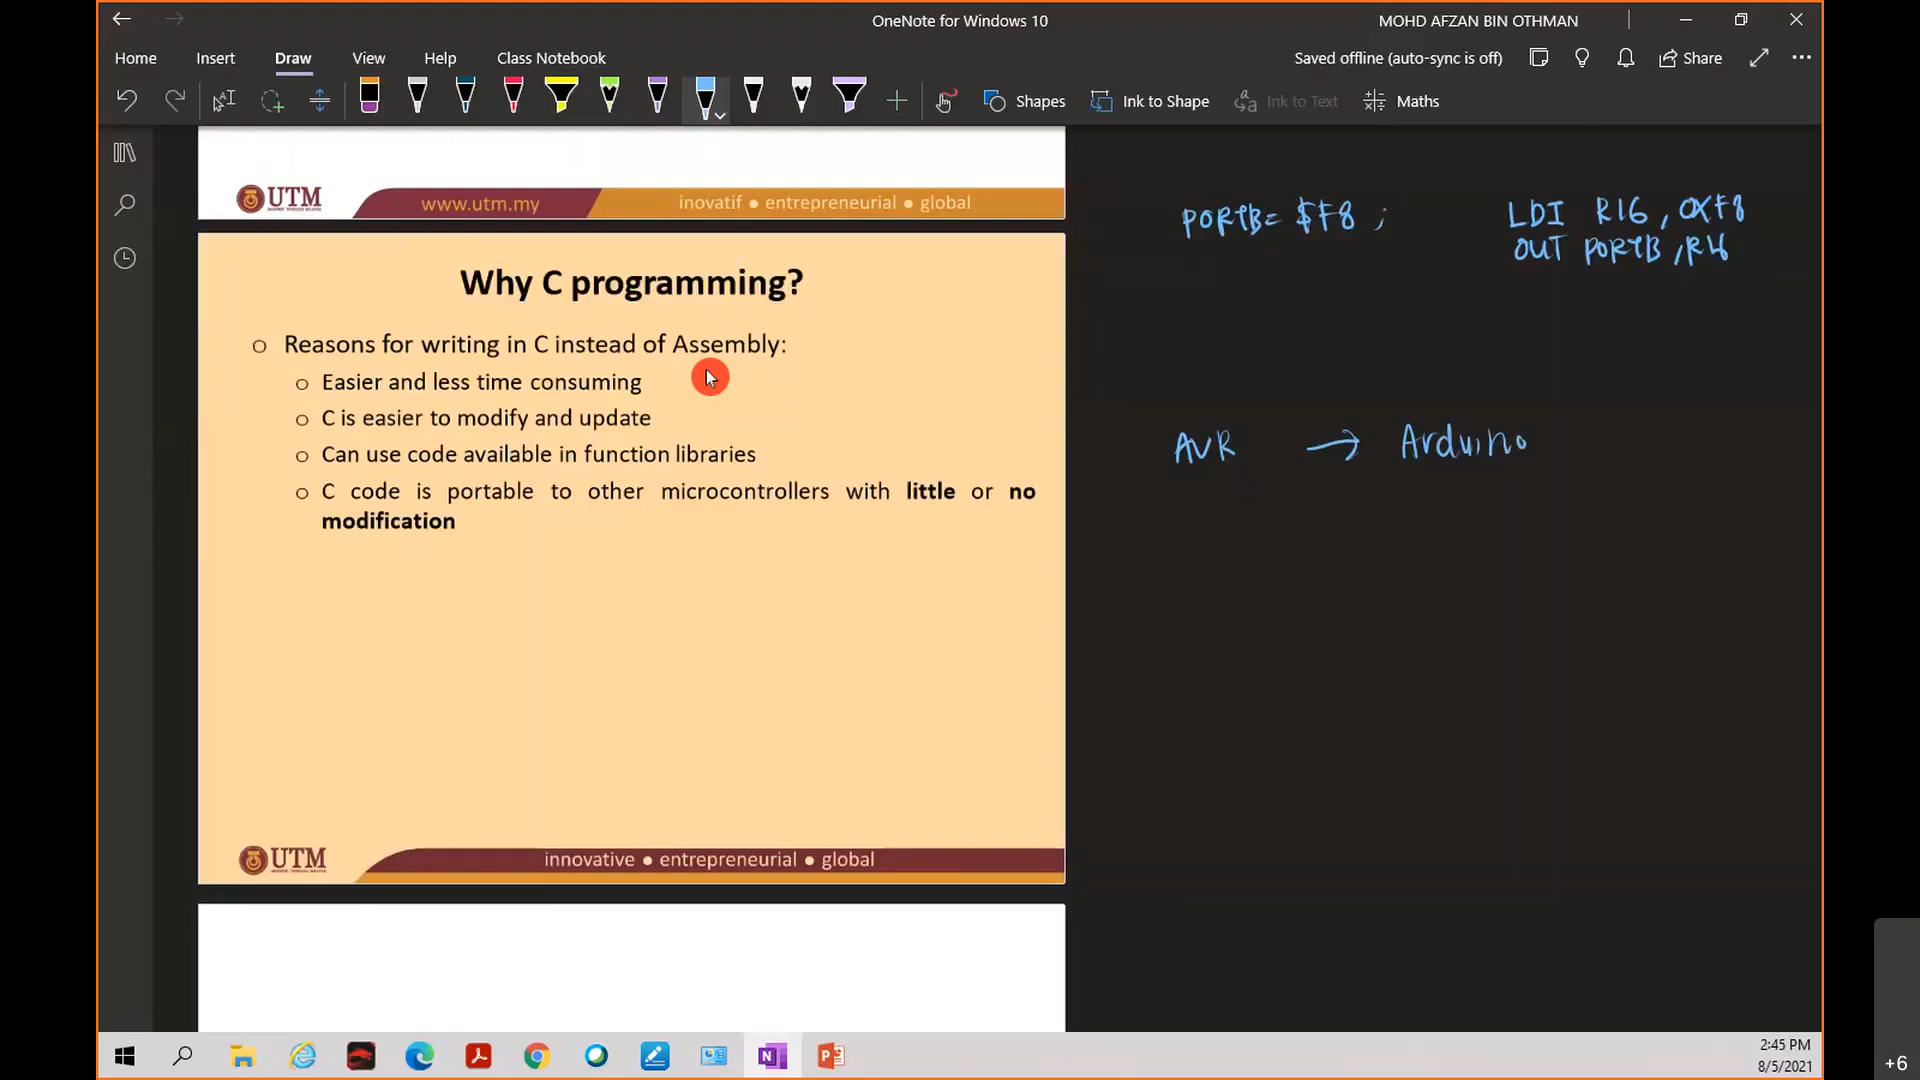 OneNote for Windows 10
MOHD AFZAN BIN OTHMAN
Home Insert Draw View Help Class Notebook
Saved offline (auto-sync is off)
Share
Shapes
Ink to Shape
Ink to Text
Maths
UTM
www.utm.my
inovatif ● entrepreneurial ● global
Why C programming?
o Reasons for writing in C instead of Assembly:
o Easier and less time consuming
o C is easier to modify and update
o Can use code available in function libraries
o C code is portable to other microcontrollers with little or no
modification
UTM
innovative ● entrepreneurial ● global
PORTB= $F8 ;
LDI R16, 0XF8
OUT PORTB, R16
AVR → Arduino
2:45 PM
8/5/2021
+6